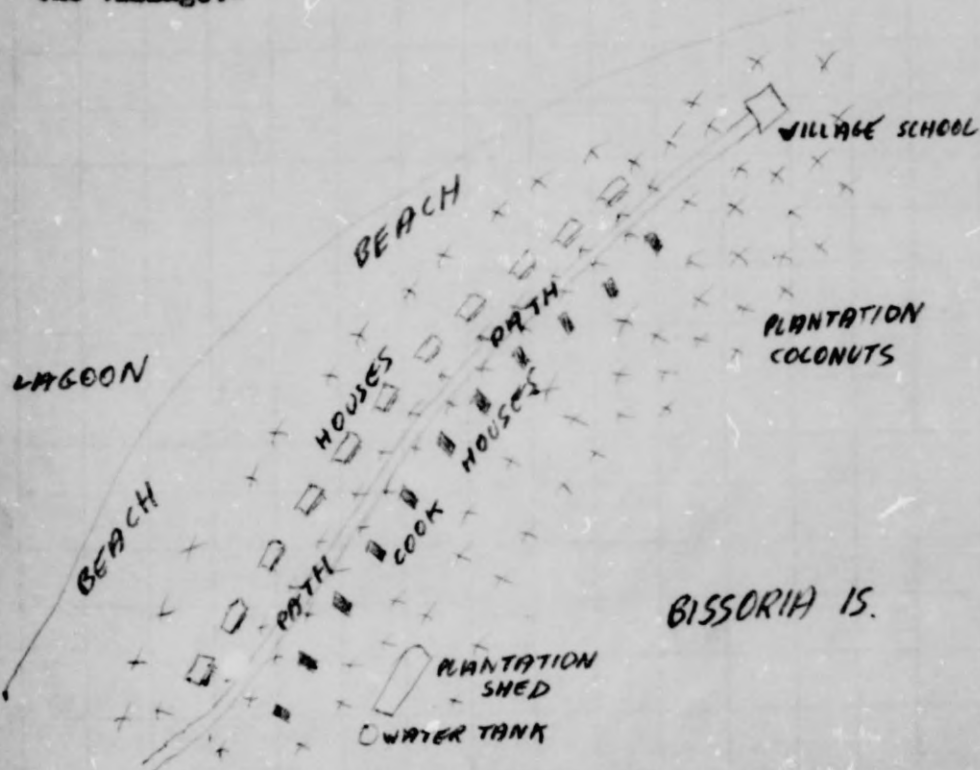 VILLAGE SCHOOL
BEACH
PATH
PLANTATION
COCONUTS
LAGOON
HOUSES
COOK HOUSES
BEACH
PATH
BISSORIA IS.
PLANTATION
SHED
WATER TANK